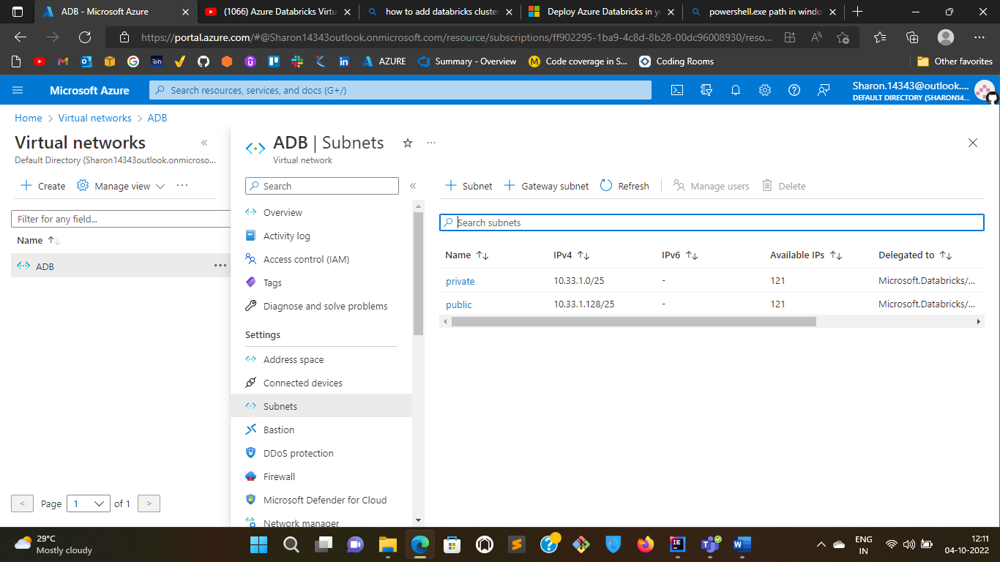 ADB - Microsoft Azure
(1066) Azure Databricks Virtu
how to add databricks cluster
Deploy Azure Databricks in yo
powershell.exe path in windo
https://portal.azure.com/#@Sharon14343outlook.onmicrosoft.com/resource/subscriptions/ff902295-1ba9-4c8d-8b28-00dc96008930/reso...
AZURE
Summary - Overview
Code coverage in S...
Coding Rooms
Other favorites
Microsoft Azure
Search resources, services, and docs (G+/)
Sharon.14343@outlook....
DEFAULT DIRECTORY (SHARON14...
Home > Virtual networks > ADB
Virtual networks
Default Directory (Sharon14343outlook.onmicroso...
Create
Manage view
Filter for any field...
Name
ADB
< Page 1 of 1 >
ADB | Subnets
Virtual network
Search
Overview
Activity log
Access control (IAM)
Tags
Diagnose and solve problems
Settings
Address space
Connected devices
Subnets
Bastion
DDoS protection
Firewall
Microsoft Defender for Cloud
Network manager
Subnet
Gateway subnet
Refresh
Manage users
Delete
Search subnets
Name IPv4 IPv6 Available IPs Delegated to
private 10.33.1.0/25 - 121 Microsoft.Databricks/...
public 10.33.1.128/25 - 121 Microsoft.Databricks/...
29°C
Mostly cloudy
ENG
IN
12:11
04-10-2022